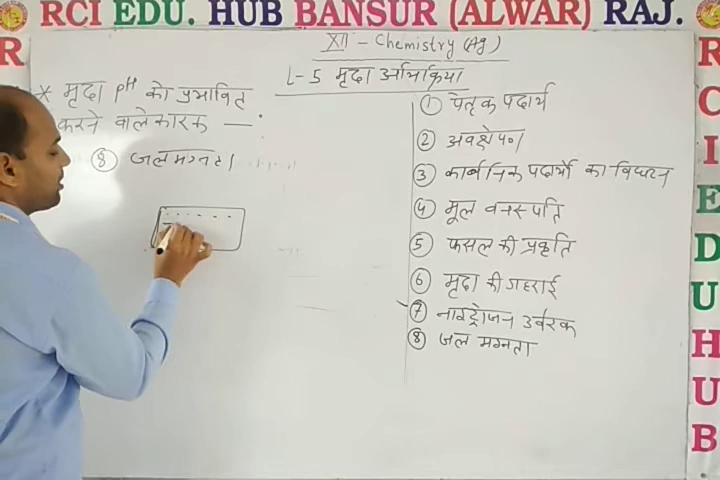 RCI EDU. HUB BANSUR (ALWAR) RAJ.
XII - Chemistry (Ag)
L-5 मृदा अभिक्रिया
* मृदा pH को प्रभावित
करने वाले कारक —
⑧ जल मग्नता
① पैतृक पदार्थ
② अवक्षेपण
③ कार्बनिक पदार्थो का विघटन
④ मूल वनस्पति
⑤ फसल की प्रकृति
⑥ मृदा की गहराई
⑦ नाइट्रोजन उर्वरक
⑧ जल मग्नता
R
R
C
I
E
D
U
H
U
B